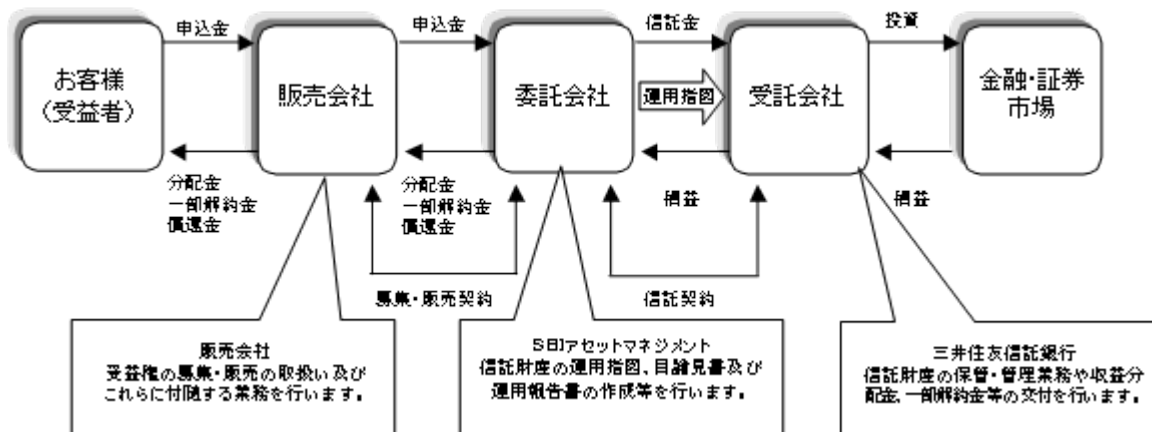 申込金
申込金
信託金
投資
お客様
（受益者）
販売会社
委託会社
運用指図
受託会社
金融・証券
市場
分配金
一部解約金
償還金
分配金
一部解約金
償還金
損益
損益
募集・販売契約
信託契約
販売会社
受益権の募集・販売の取扱い及び
これらに付随する業務を行います。
SBIアセットマネジメント
信託財産の運用指図、目論見書及び
運用報告書の作成等を行います。
三井住友信託銀行
信託財産の保管・管理業務や収益分
配金、一部解約金等の交付を行います。